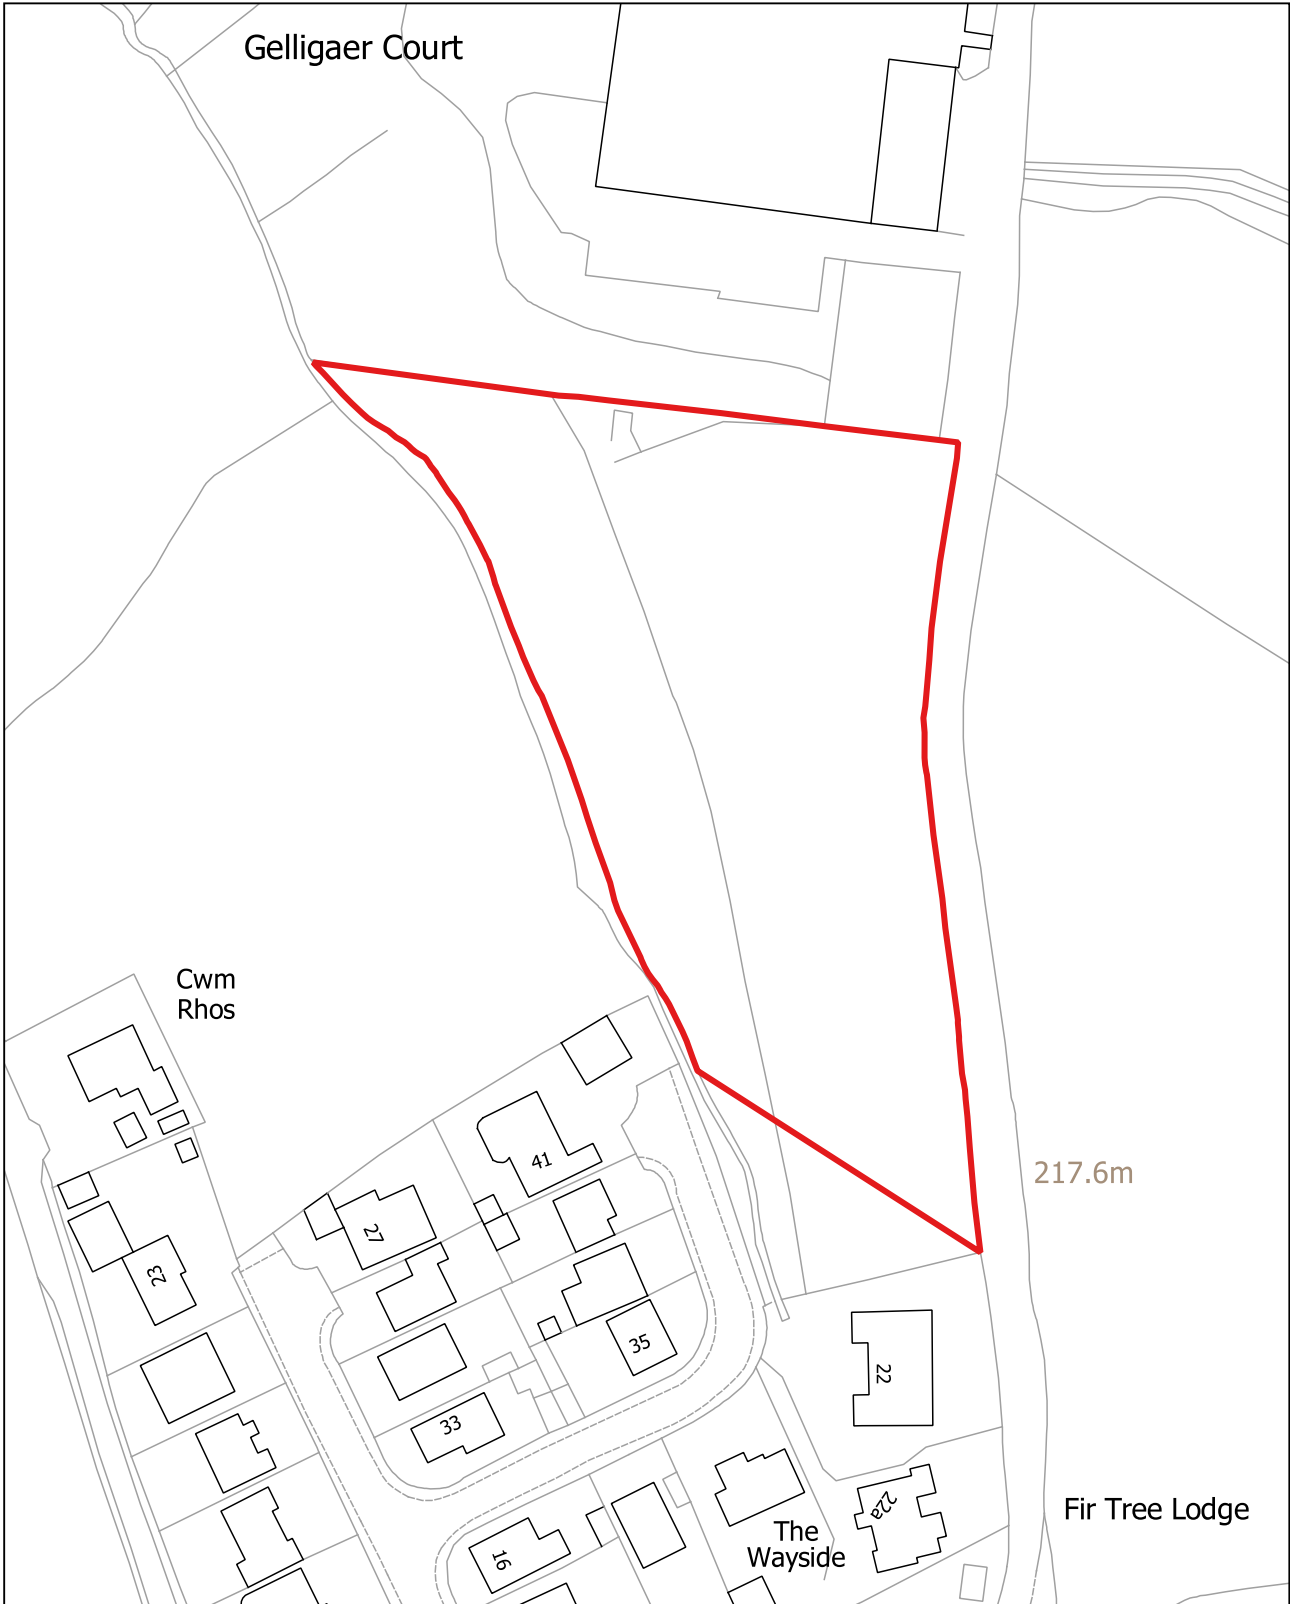 Gelligaer Court
Cwm
Rhos
41
27
23
217.6m
35
22
33
22a
Fir Tree Lodge
The
Wayside
16